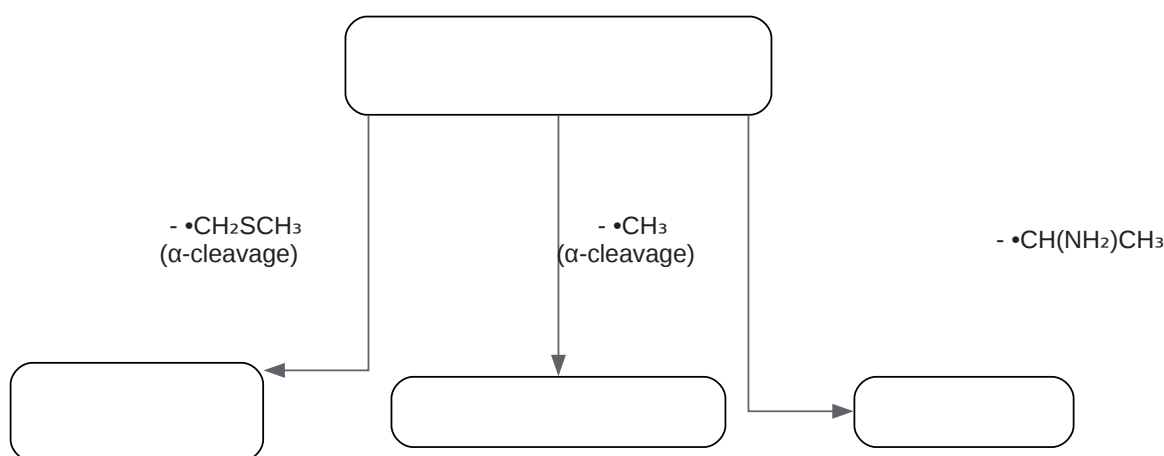 - •CH₂SCH₃
(α-cleavage)
- •CH₃
(α-cleavage)
- •CH(NH₂)CH₃